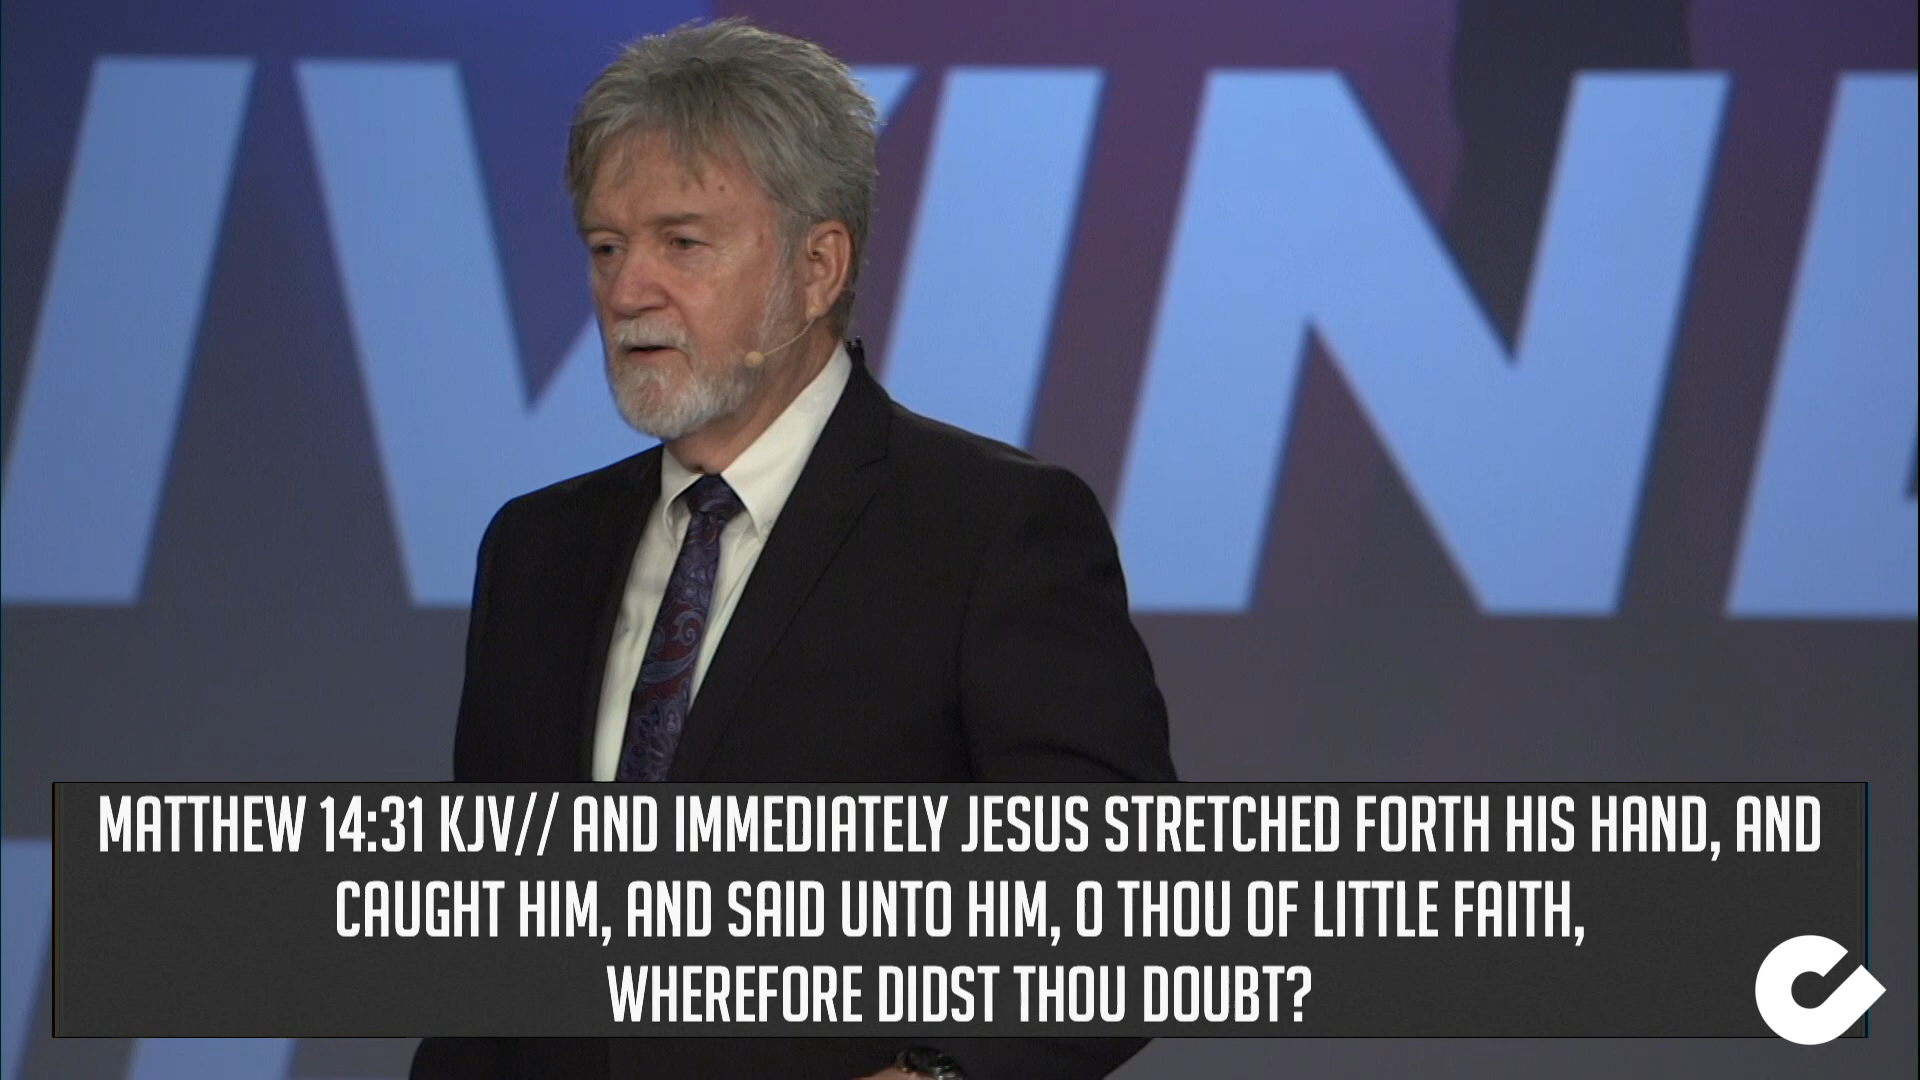 IVINE
MATTHEW 14:31 KJV// AND IMMEDIATELY JESUS STRETCHED FORTH HIS HAND, AND
CAUGHT HIM, AND SAID UNTO HIM, O THOU OF LITTLE FAITH,
WHEREFORE DIDST THOU DOUBT?